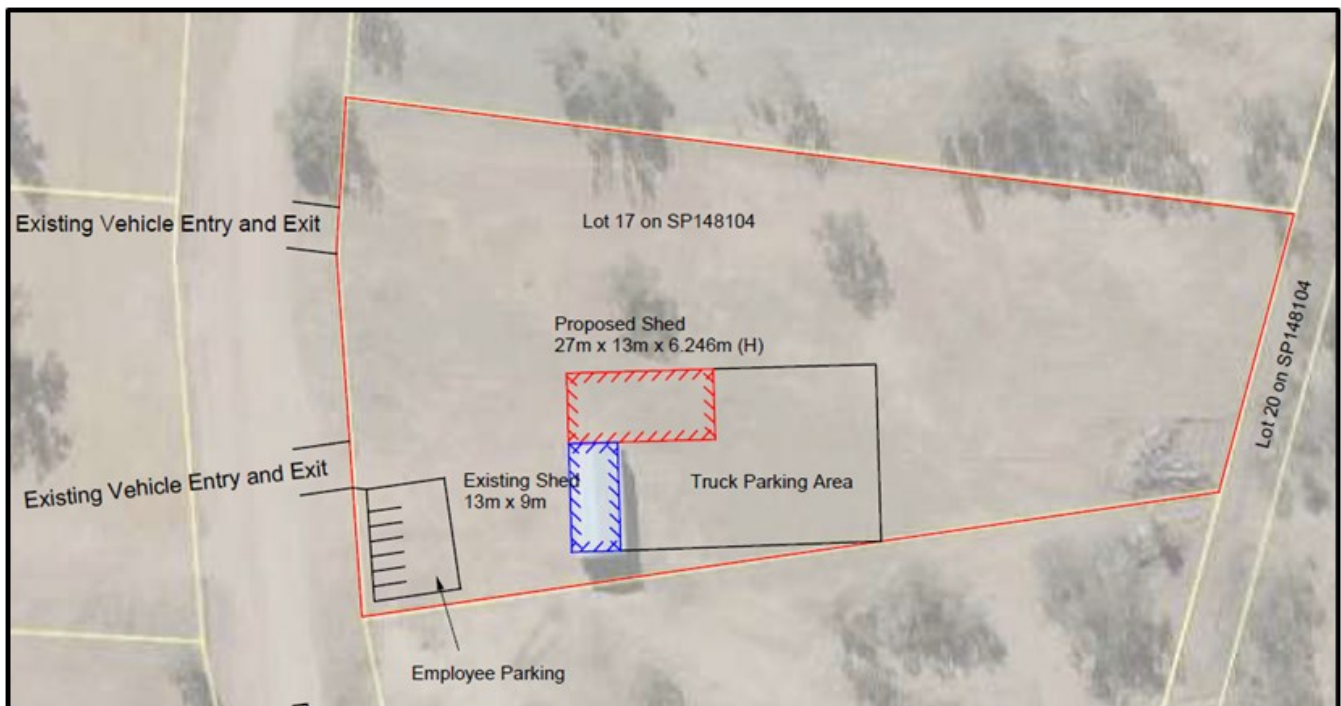 Existing Vehicle Entry and Exit
Lot 17 on SP148104
Lot 20 on SP148104
Proposed Shed
27m x 13m x 6.246m (H)
Existing Vehicle Entry and Exit
Existing Shed
13m x 9m
Truck Parking Area
Employee Parking